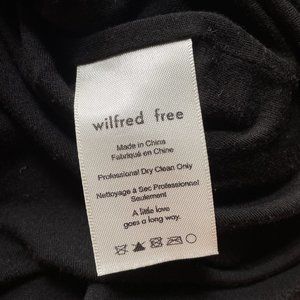 wilfred free
Made in China
Fabriqué en Chine
Professional Dry Clean Only
Nettoyage à Sec Professionnel
Seulement
A little love
goes a long way.